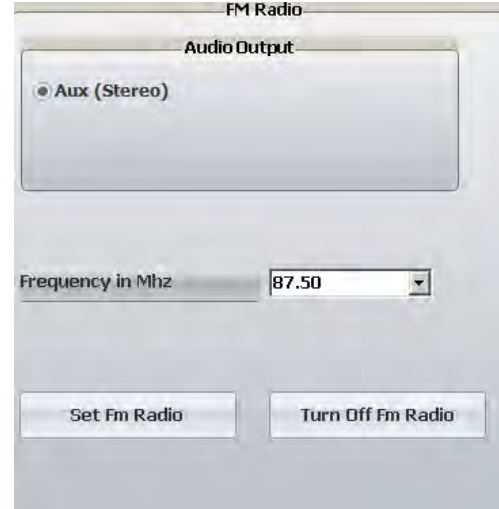 FM Radio
Audio Output
Aux (Stereo)
Frequency in Mhz 87.50
Set Fm Radio Turn Off Fm Radio